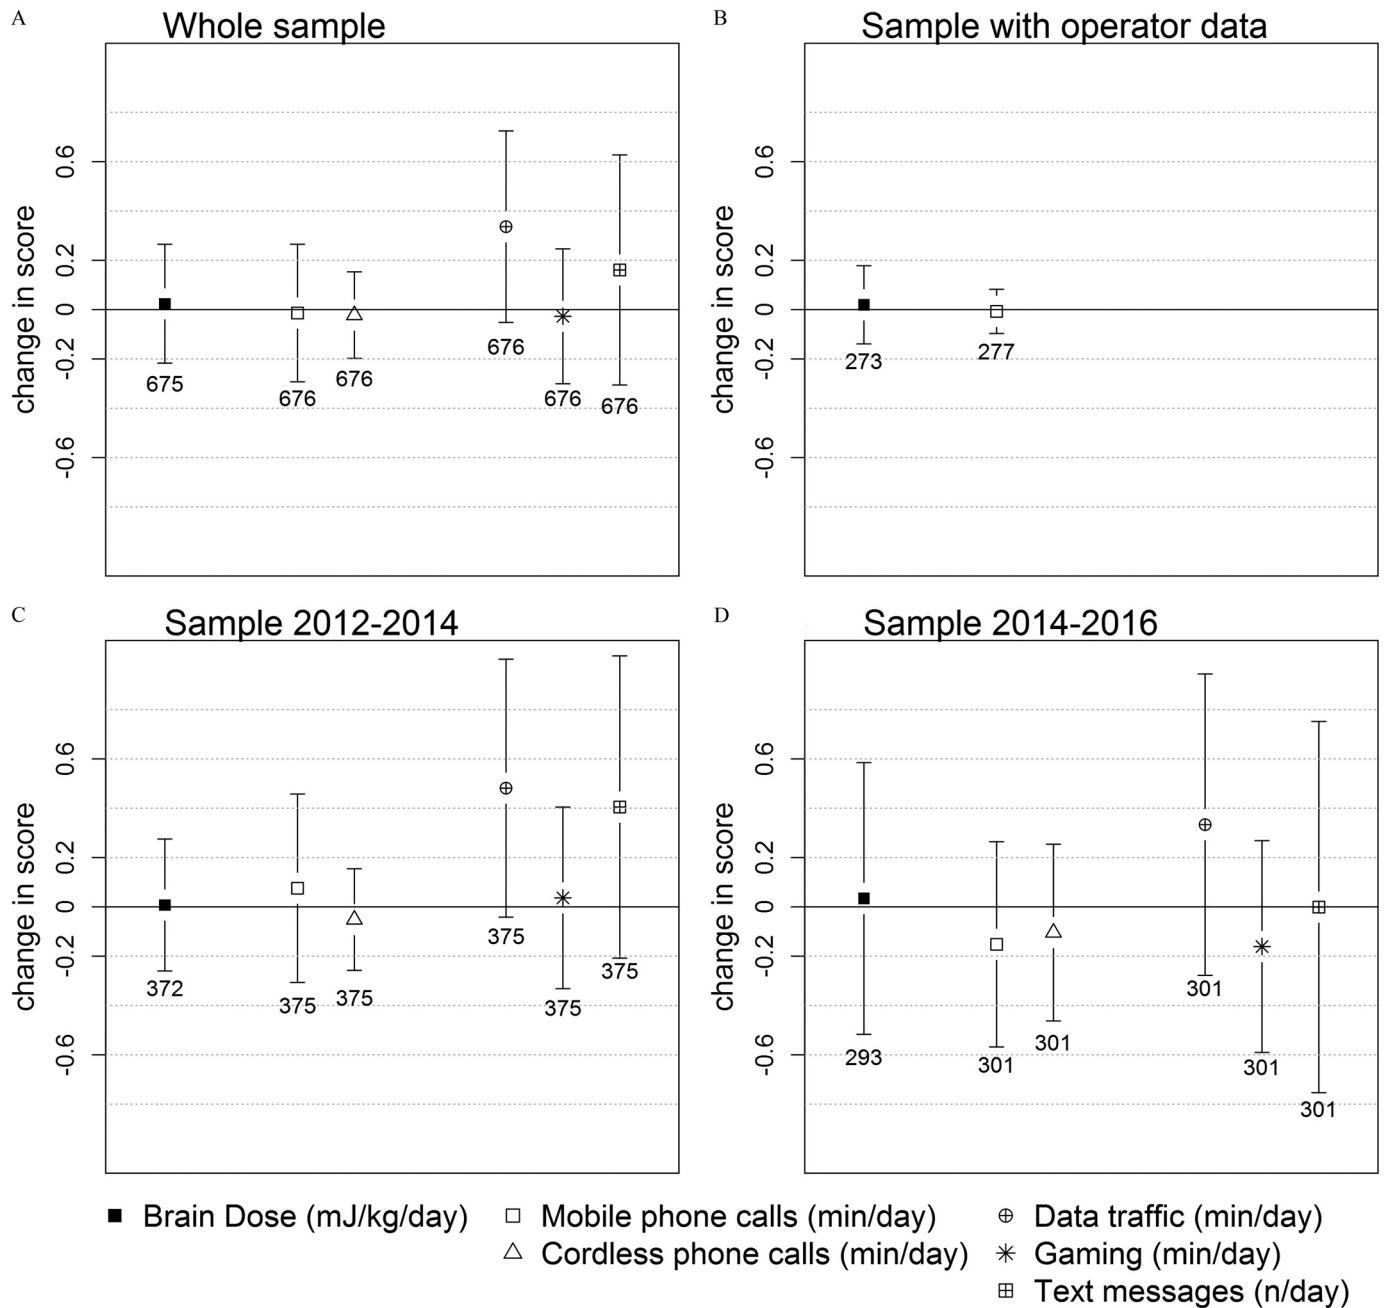 A
Whole sample
change in score
0.6
0.2
0
-0.2
-0.6
675
676
676
676
676
676
B
Sample with operator data
change in score
0.6
0.2
0
-0.2
-0.6
273
277
C
Sample 2012-2014
change in score
0.6
0.2
0
-0.2
-0.6
372
375
375
375
375
375
D
Sample 2014-2016
change in score
0.6
0.2
0
-0.2
-0.6
293
301
301
301
301
301
Brain Dose (mJ/kg/day)
Mobile phone calls (min/day)
Cordless phone calls (min/day)
Data traffic (min/day)
Gaming (min/day)
Text messages (n/day)